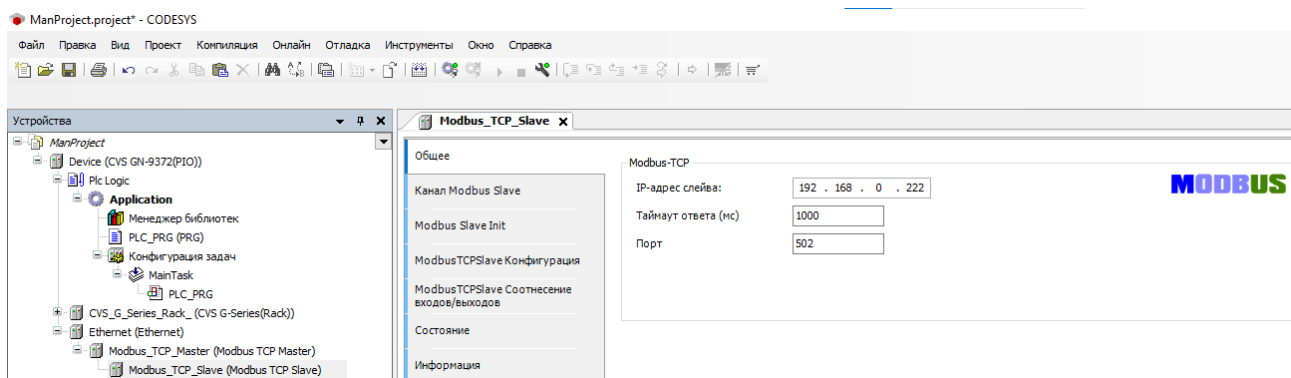 ManProject.project* - CODESYS
Файл Правка Вид Проект Компиляция Онлайн Отладка Инструменты Окно Справка
Устройства
ManProject
Device (CVS GN-9372(PIO))
Plc Logic
Application
Менеджер библиотек
PLC_PRG (PRG)
Конфигурация задач
MainTask
PLC_PRG
CVS_G_Series_Rack_ (CVS G-Series(Rack))
Ethernet (Ethernet)
Modbus_TCP_Master (Modbus TCP Master)
Modbus_TCP_Slave (Modbus TCP Slave)
Modbus_TCP_Slave
Общее
Канал Modbus Slave
Modbus Slave Init
ModbusTCPSlave Конфигурация
ModbusTCPSlave Соотнесение
входов/выходов
Состояние
Информация
Modbus-TCP
IP-адрес слейва: 192 . 168 . 0 . 222
Таймаут ответа (мс) 1000
Порт 502
MODBUS